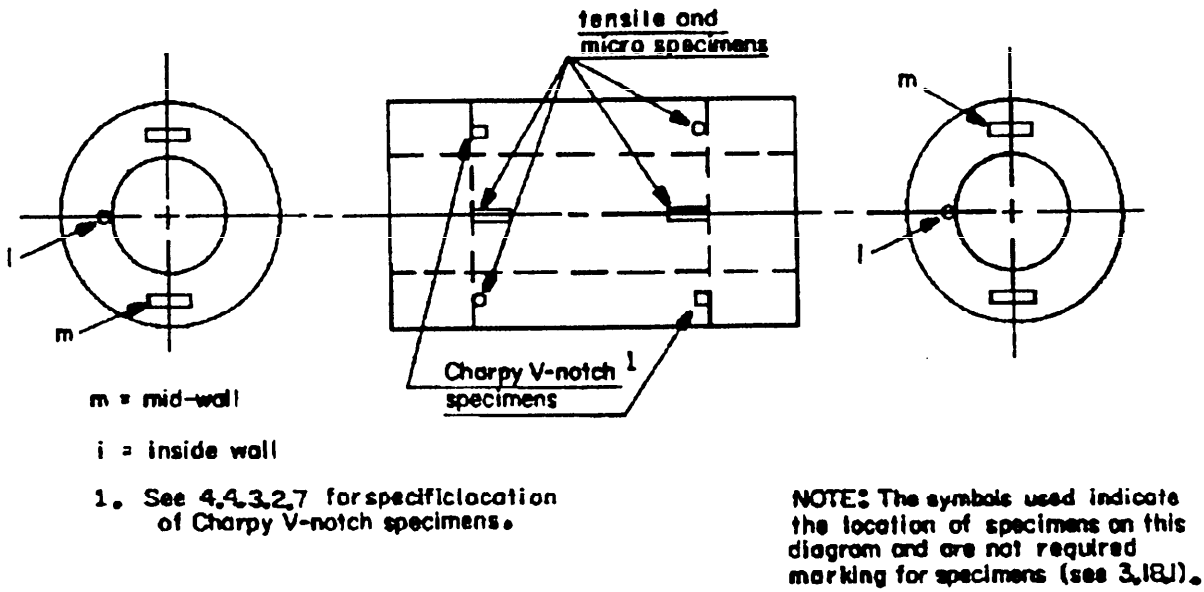 tensile and
micro specimens
m
i
m
i
Charpy V-notch 1
specimens
m = mid-wall
i = inside wall
1. See 4.4.3.2.7 for specificlocation
of Charpy V-notch specimens.
NOTE: The symbols used indicate
the location of specimens on this
diagram and are not required
marking for specimens (see 3.18.1).